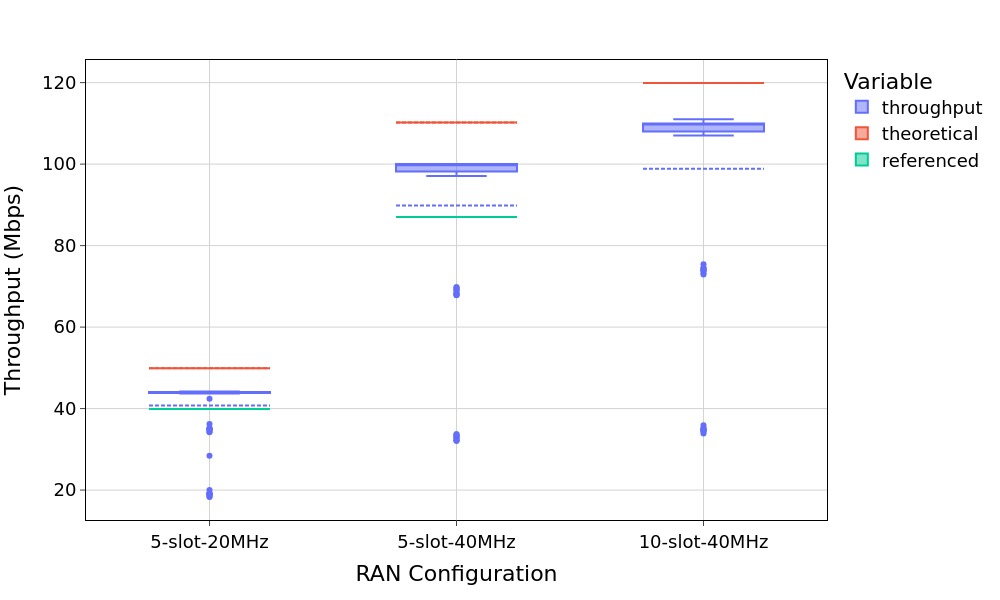 Variable
throughput
theoretical
referenced
Throughput (Mbps)
120
100
80
60
40
20
5-slot-20MHz
5-slot-40MHz
10-slot-40MHz
RAN Configuration